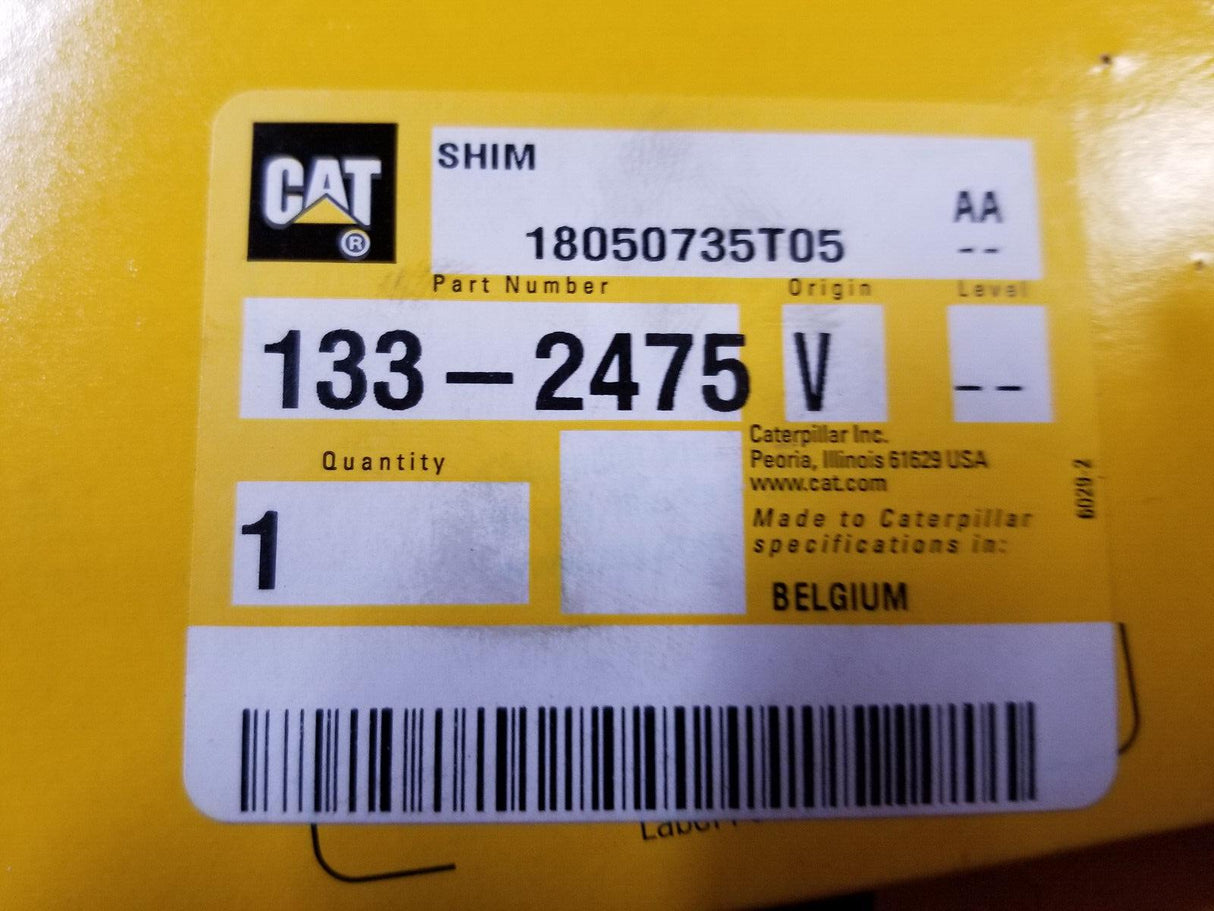 CAT
®
SHIM
AA
18050735T05 --
Part Number Origin Level
133-2475 V --
Caterpillar Inc.
Quantity
Peoria, Illinois 61629 USA
www.cat.com
1
Made to Caterpillar
specifications in:
BELGIUM
6029-2